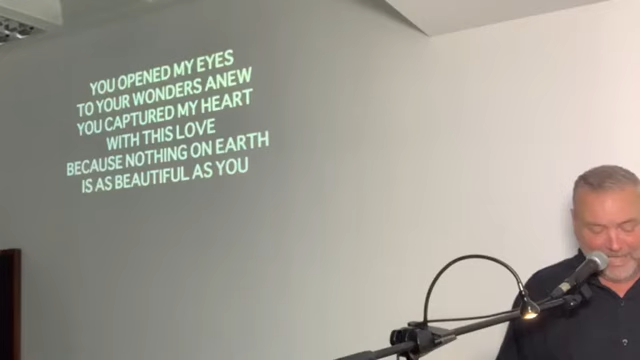 YOU OPENED MY EYES
TO YOUR WONDERS ANEW
YOU CAPTURED MY HEART
WITH THIS LOVE
BECAUSE NOTHING ON EARTH
IS AS BEAUTIFUL AS YOU